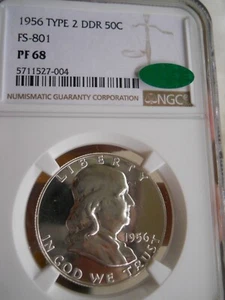 1956 TYPE 2 DDR 50C
FS-801
PF 68
5711527-004
NUMISMATIC GUARANTY CORPORATION
NGC
LIBERTY
1956
IN GOD WE TRUST